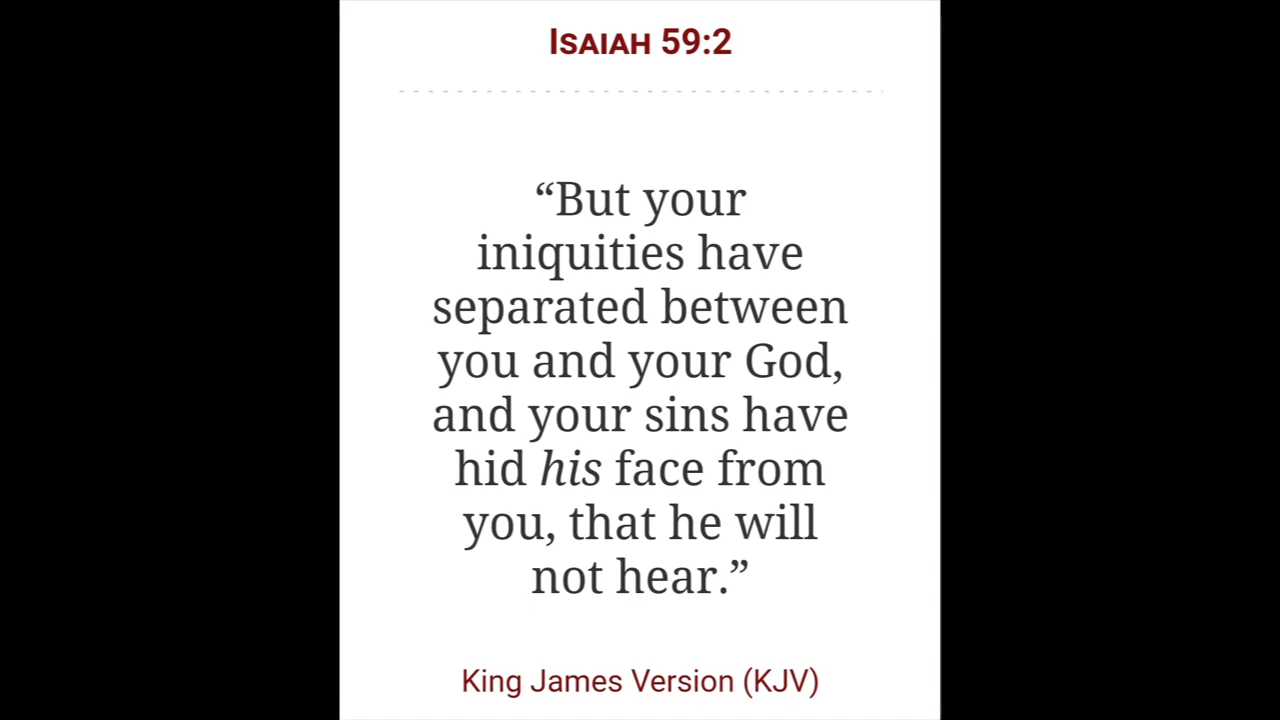 Isaiah 59:2
“But your
iniquities have
separated between
you and your God,
and your sins have
hid his face from
you, that he will
not hear.”
King James Version (KJV)